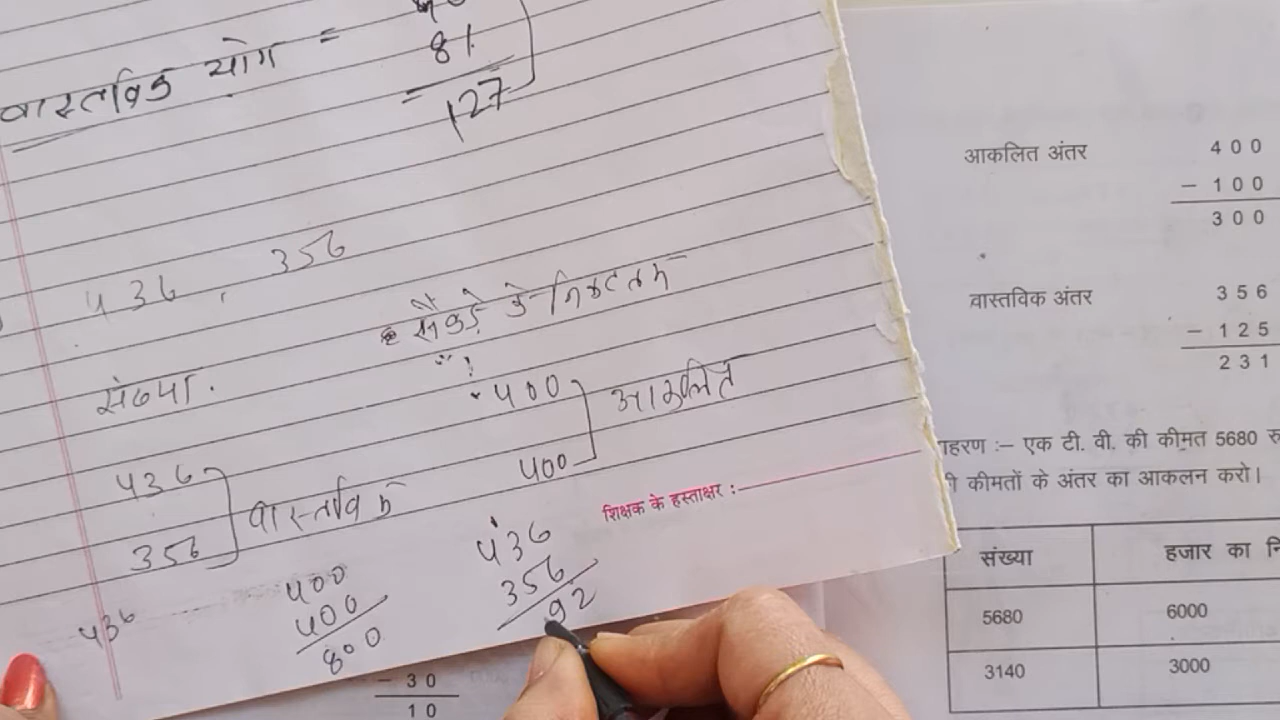 81
वास्तविक योग =
= 127
436 , 356
सैकड़े के निकटतम
संख्या .
400
आकलित
400
436
वास्तविक
356
शिक्षक के हस्ताक्षर :
436
400
400
800
436
356
92
- 30
10
आकलित अंतर 400
- 100
300
वास्तविक अंतर 356
- 125
231
ाहरण :– एक टी. वी. की कीमत 5680
कीमतों के अंतर का आकलन करो।
संख्या हजार का
5680 6000
3140 3000